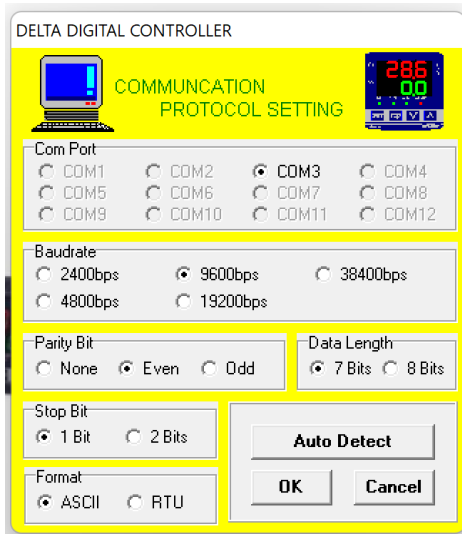 DELTA DIGITAL CONTROLLER
COMMUNCATION
PROTOCOL SETTING
28.6
0.0
Com Port
COM1 COM2 COM3 COM4
COM5 COM6 COM7 COM8
COM9 COM10 COM11 COM12
Baudrate
2400bps 9600bps 38400bps
4800bps 19200bps
Parity Bit
None Even Odd
Data Length
7 Bits 8 Bits
Stop Bit
1 Bit 2 Bits
Format
ASCII RTU
Auto Detect
OK Cancel